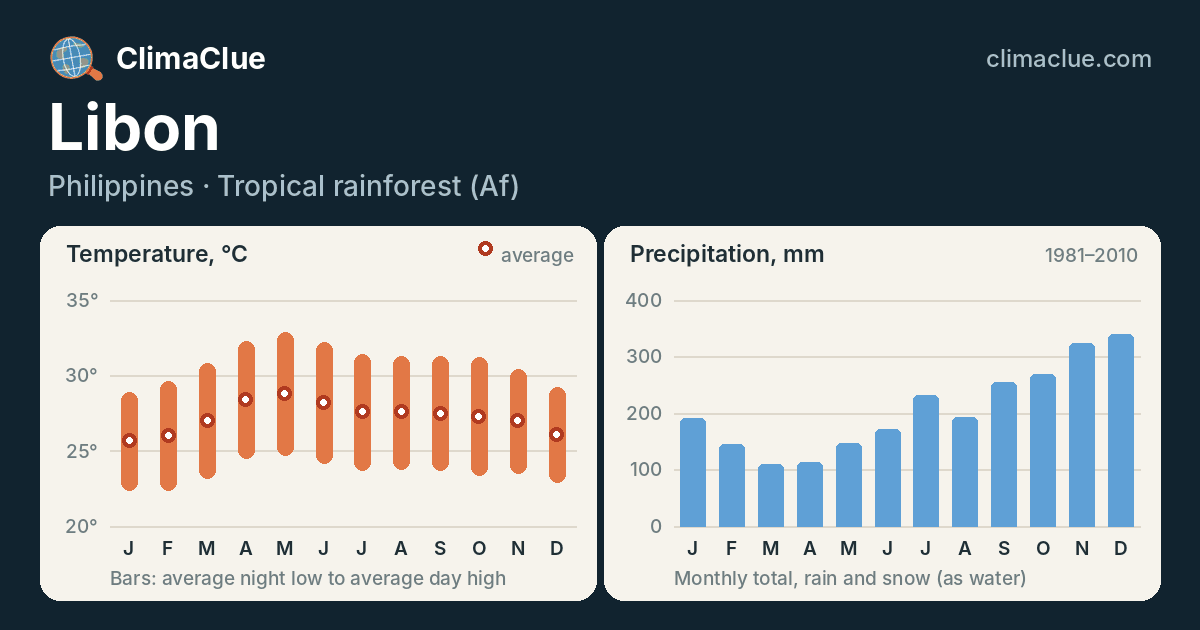 ClimaClue
climaclue.com
Libon
Philippines · Tropical rainforest (Af)
Temperature, °C
average
35°
30°
25°
20°
J F M A M J J A S O N D
Bars: average night low to average day high
Precipitation, mm
1981–2010
400
300
200
100
0
J F M A M J J A S O N D
Monthly total, rain and snow (as water)